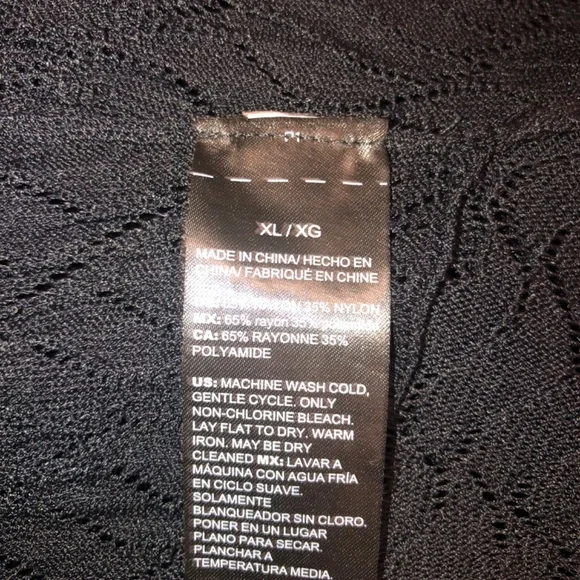 XL / XG
MADE IN CHINA/ HECHO EN
CHINA/ FABRIQUÉ EN CHINE
35% NYLON
MX: 65% rayón 35%
CA: 65% RAYONNE 35%
POLYAMIDE
US: MACHINE WASH COLD,
GENTLE CYCLE. ONLY
NON-CHLORINE BLEACH.
LAY FLAT TO DRY. WARM
IRON. MAY BE DRY
CLEANED MX: LAVAR A
MÁQUINA CON AGUA FRÍA
EN CICLO SUAVE.
SOLAMENTE
BLANQUEADOR SIN CLORO.
PONER EN UN LUGAR
PLANO PARA SECAR.
PLANCHAR A
TEMPERATURA MEDIA.